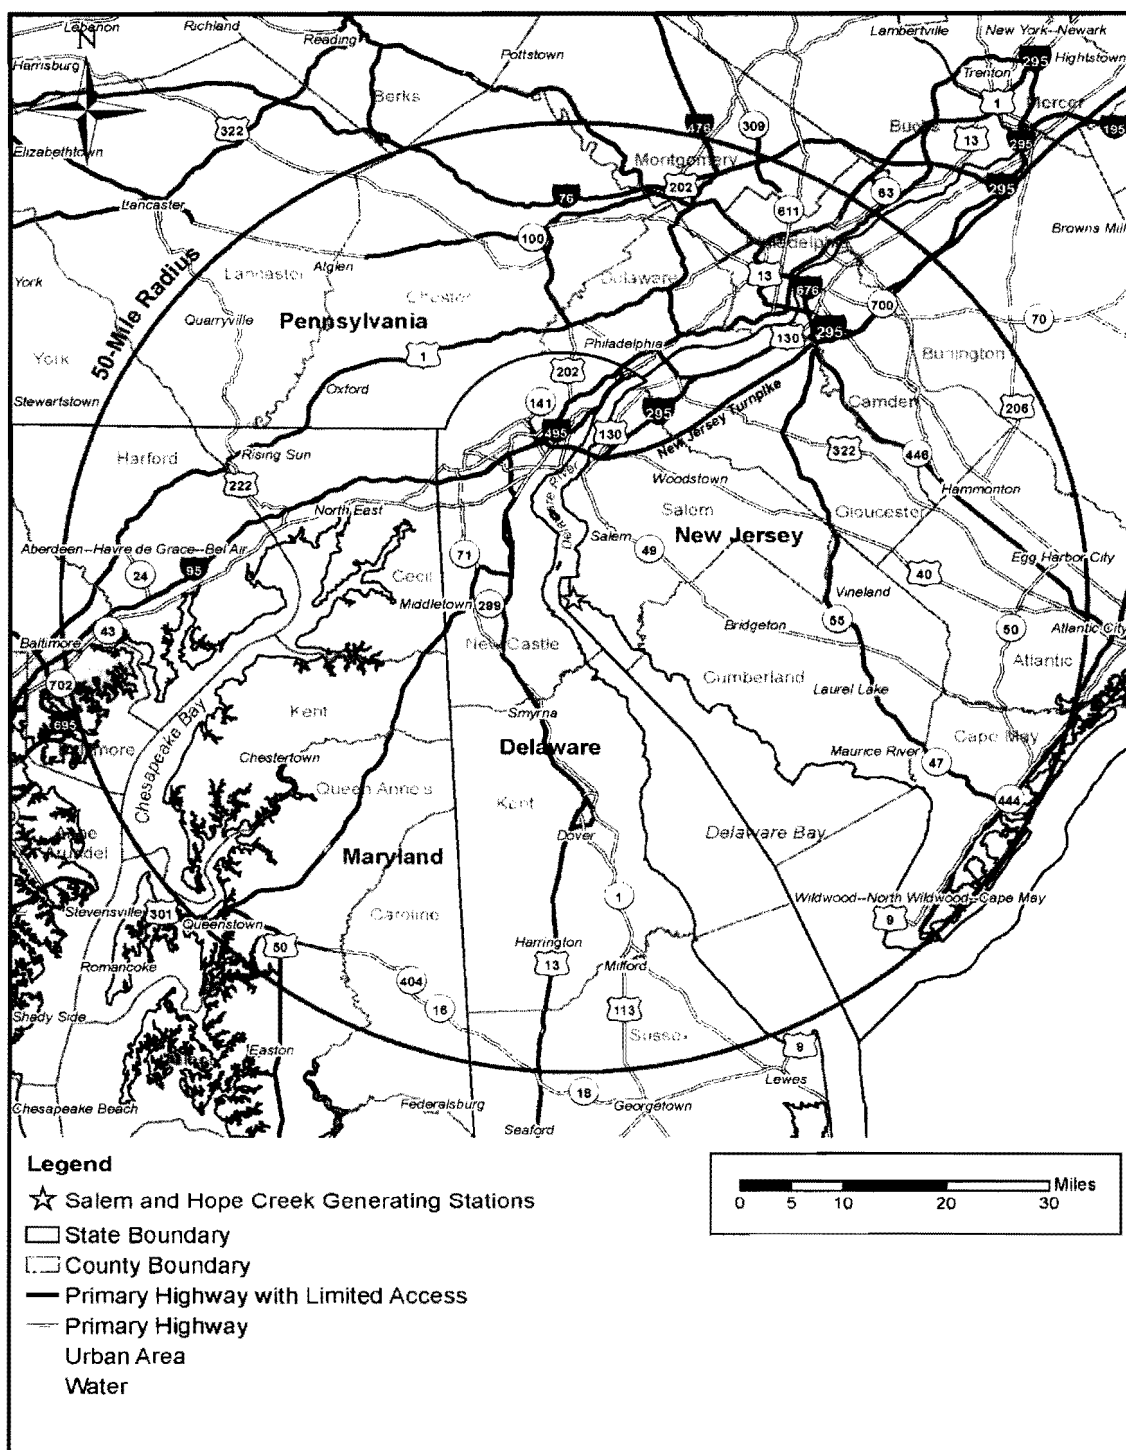 Lebanon
Richland
Lambertville
New York--Newark
N
Reading
Harrisburg
Pottstown
295
Hightstown
Trenton
Berks
1
Mercer
322
476
309
Bucks
13
295
195
Elizabethtown
Montgomery
202
63
295
76
Lancaster
611
Browns Mill
100
Philadelphia
Atglen
Lancaster
Delaware
13
York
50-Mile Radius
Chester
676
700
70
Quarryville
Pennsylvania
295
130
Philadelphia
York
1
Burlington
202
Oxford
Stewartstown
141
295
New Jersey Turnpike
Camden
206
495
130
Rising Sun
322
446
Harford
Delaware River
Woodstown
222
Hammonton
North East
Salem
Gloucester
Salem
New Jersey
Aberdeen--Havre de Grace--Bel Air
71
49
Egg Harbor City
24
95
Cecil
40
Middletown
299
Vineland
43
Bridgeton
55
50
Atlantic City
Baltimore
New Castle
Atlantic
702
Cumberland
Laurel Lake
Kent
Smyrna
695
Chesapeake Bay
Delaware
Cape May
Baltimore
Chestertown
Maurice River
47
Queen Anne's
Kent
444
Delaware Bay
Dover
Anne
Arundel
Maryland
1
Wildwood--North Wildwood--Cape May
Stevensville
301
Caroline
9
Queenstown
50
Harrington
13
Milford
Romancoke
404
16
113
Shady Side
Sussex
9
Easton
Lewes
Chesapeake Beach
Federalsburg
18
Georgetown
Seaford
Legend
Salem and Hope Creek Generating Stations
State Boundary
County Boundary
Primary Highway with Limited Access
Primary Highway
Urban Area
Water
Miles
0 5 10 20 30